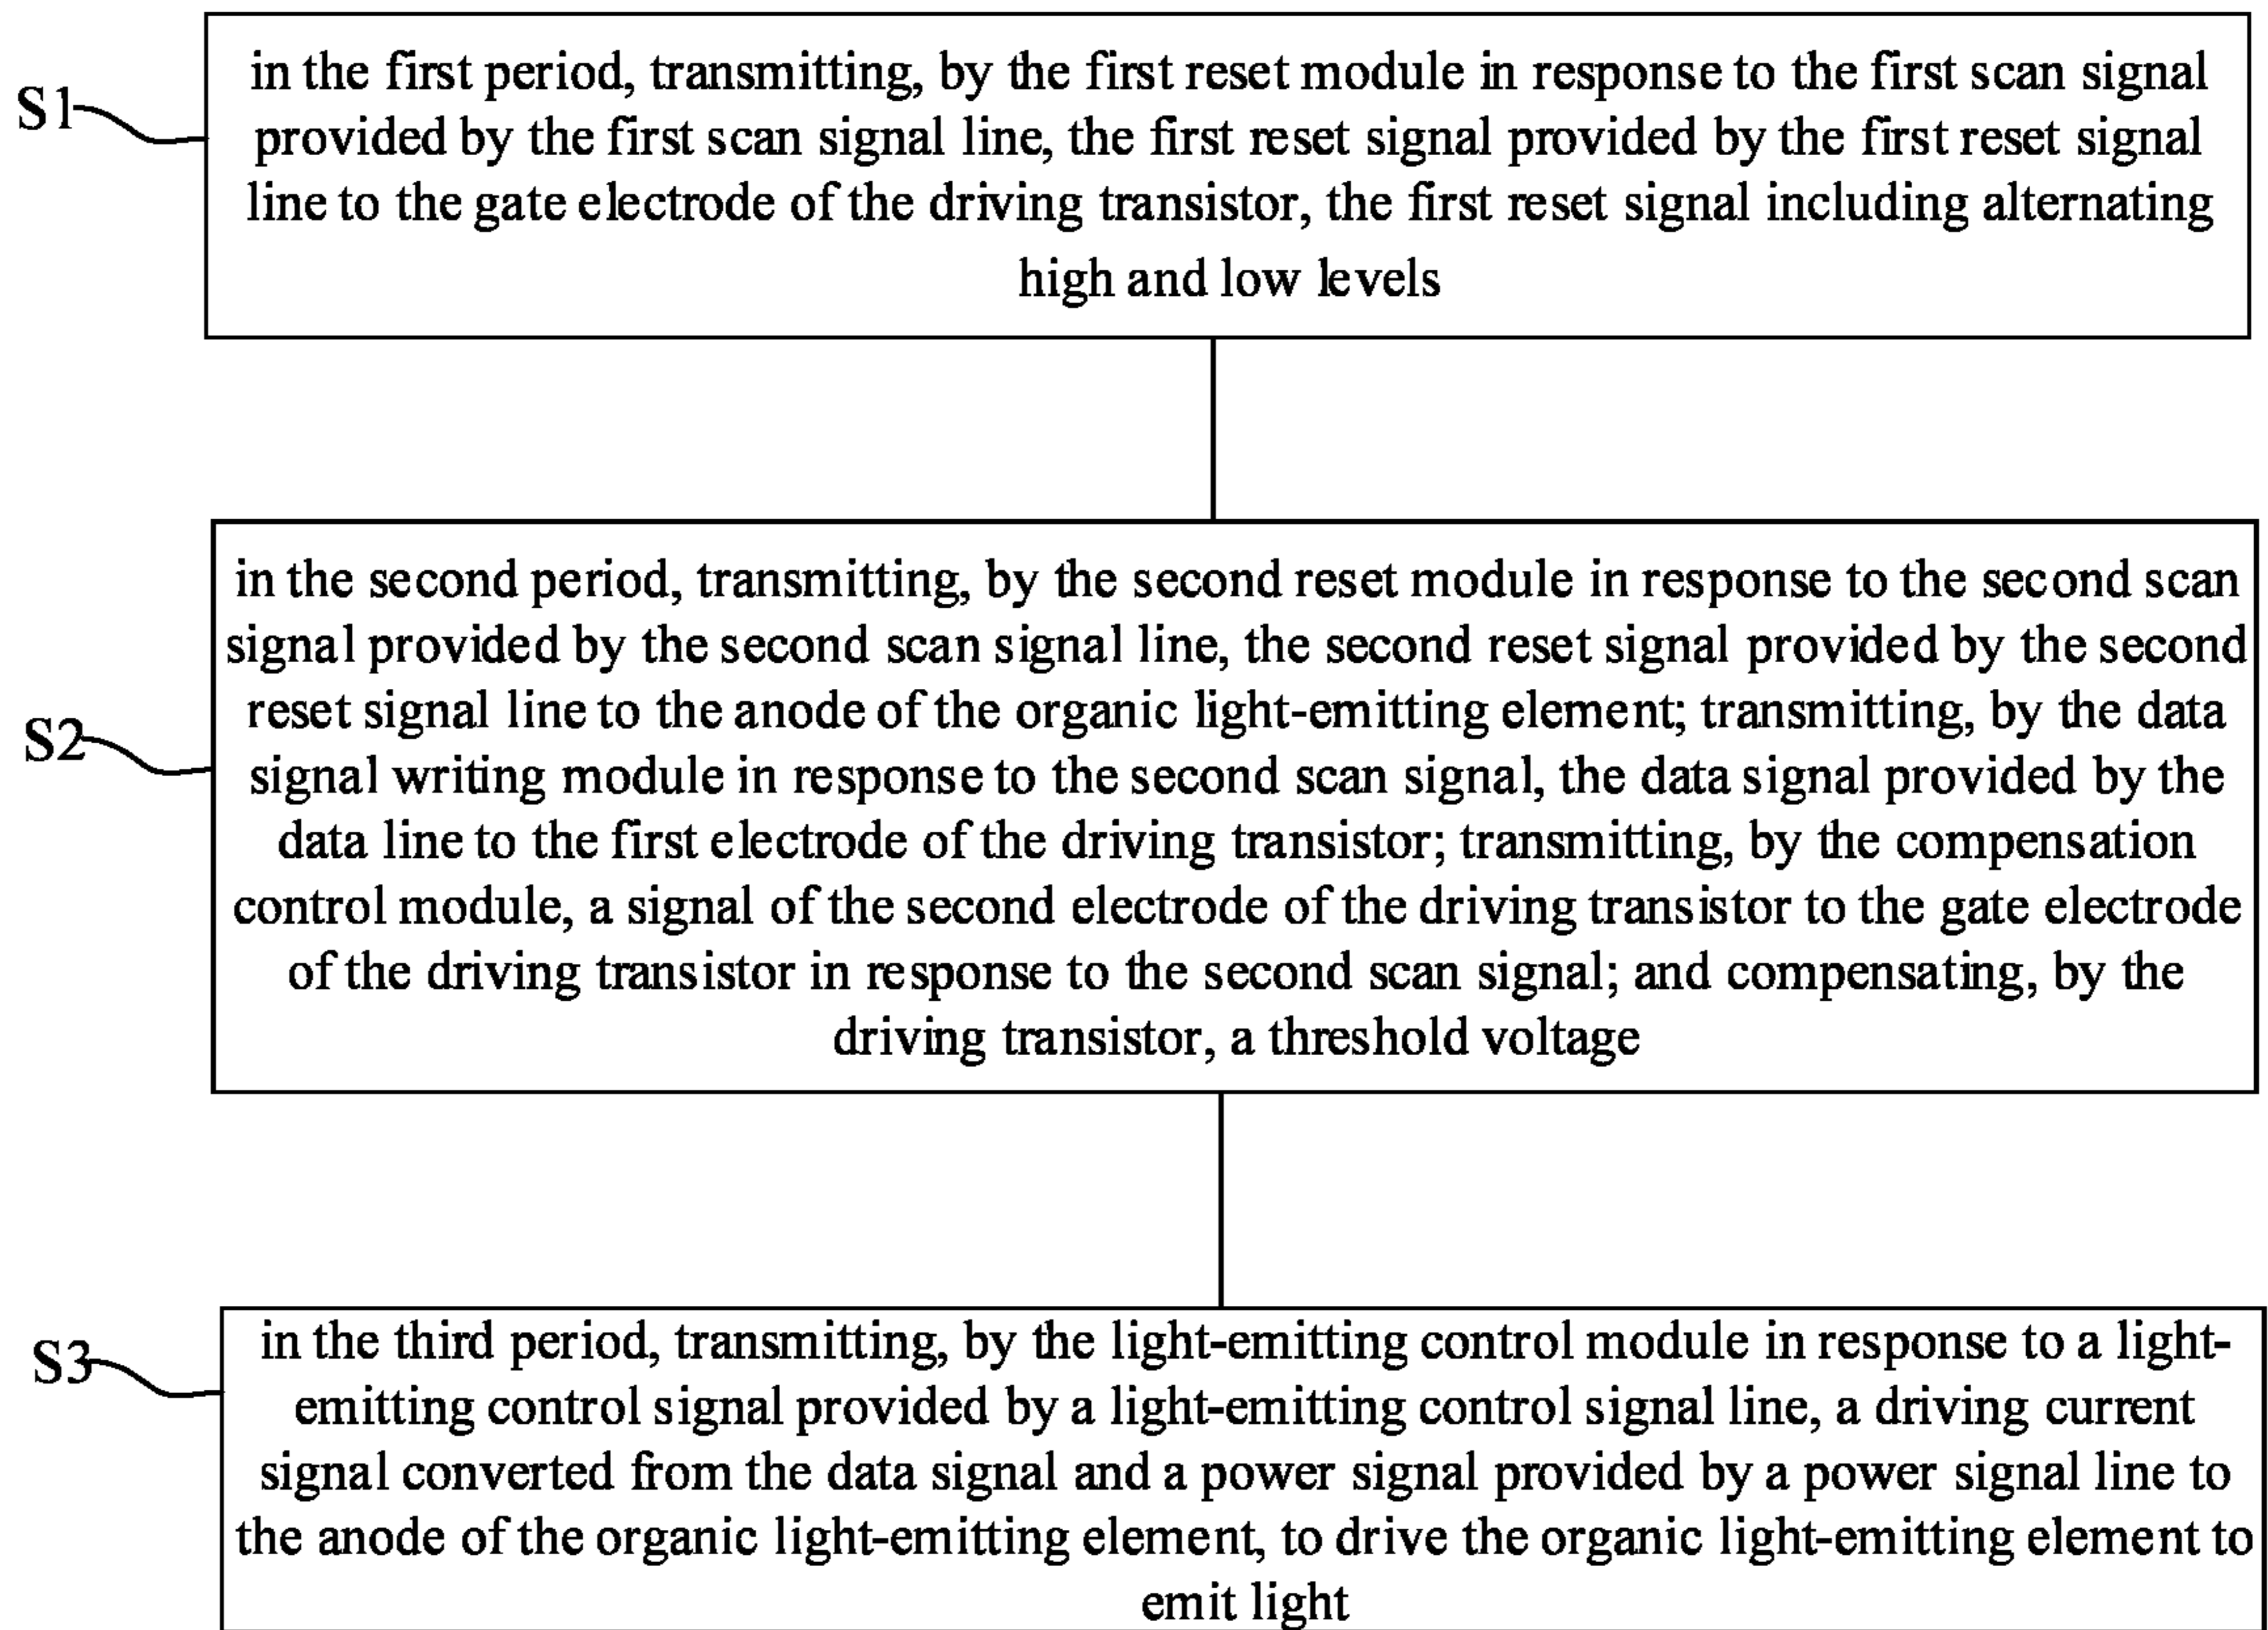 S1
in the first period, transmitting, by the first reset module in response to the first scan signal
provided by the first scan signal line, the first reset signal provided by the first reset signal
line to the gate electrode of the driving transistor, the first reset signal including alternating
high and low levels
S2
in the second period, transmitting, by the second reset module in response to the second scan
signal provided by the second scan signal line, the second reset signal provided by the second
reset signal line to the anode of the organic light-emitting element; transmitting, by the data
signal writing module in response to the second scan signal, the data signal provided by the
data line to the first electrode of the driving transistor; transmitting, by the compensation
control module, a signal of the second electrode of the driving transistor to the gate electrode
of the driving transistor in response to the second scan signal; and compensating, by the
driving transistor, a threshold voltage
S3
in the third period, transmitting, by the light-emitting control module in response to a light-
emitting control signal provided by a light-emitting control signal line, a driving current
signal converted from the data signal and a power signal provided by a power signal line to
the anode of the organic light-emitting element, to drive the organic light-emitting element to
emit light